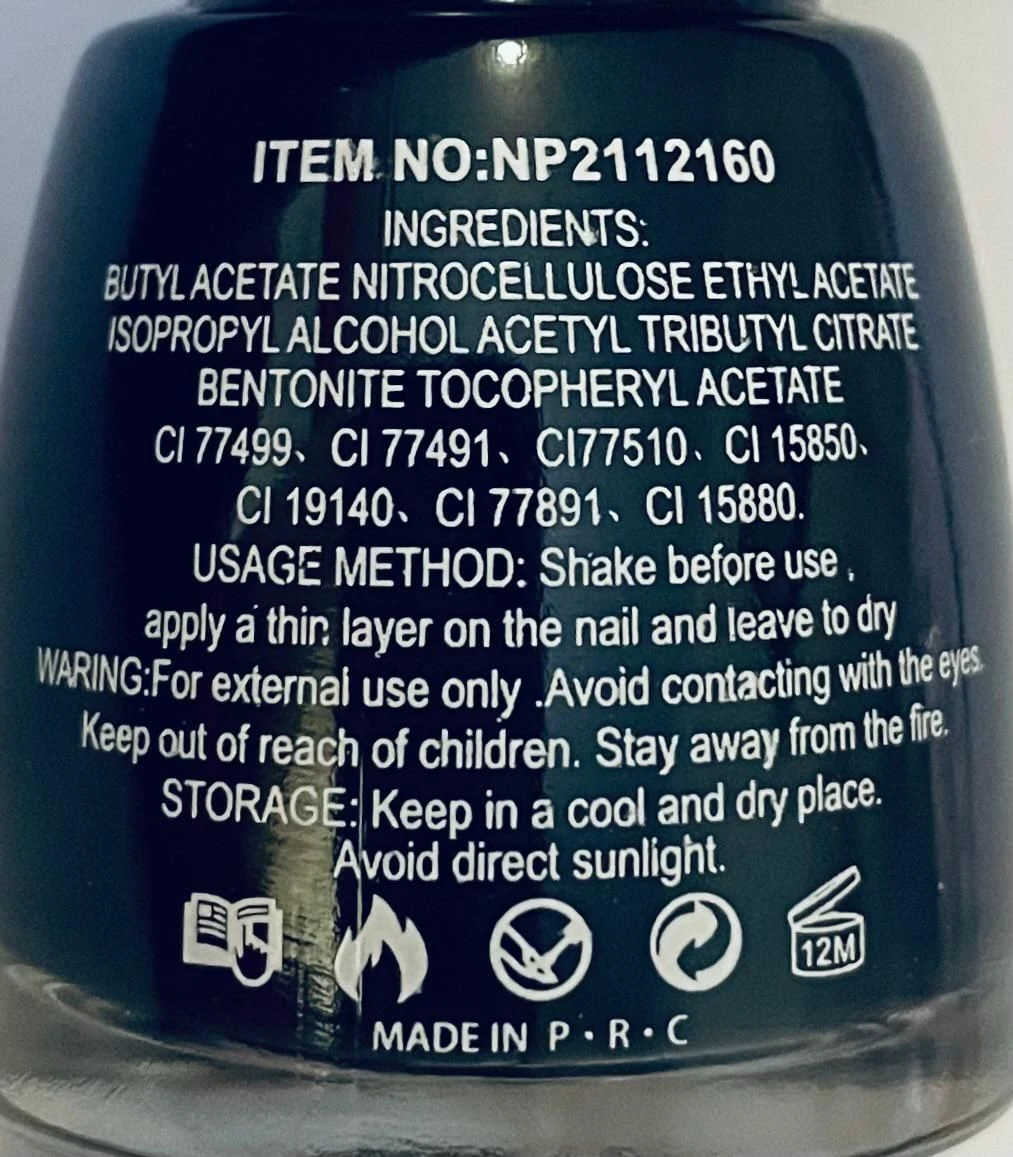 ITEM NO:NP2112160
INGREDIENTS:
BUTYL ACETATE NITROCELLULOSE ETHYL ACETATE
ISOPROPYL ALCOHOL ACETYL TRIBUTYL CITRATE
BENTONITE TOCOPHERYL ACETATE
CI 77499、CI 77491、CI77510、CI 15850、
CI 19140、CI 77891、CI 15880.
USAGE METHOD: Shake before use ,
apply a thin layer on the nail and leave to dry
WARING:For external use only .Avoid contacting with the eyes.
Keep out of reach of children. Stay away from the fire.
STORAGE: Keep in a cool and dry place.
Avoid direct sunlight.
12M
MADE IN P·R·C